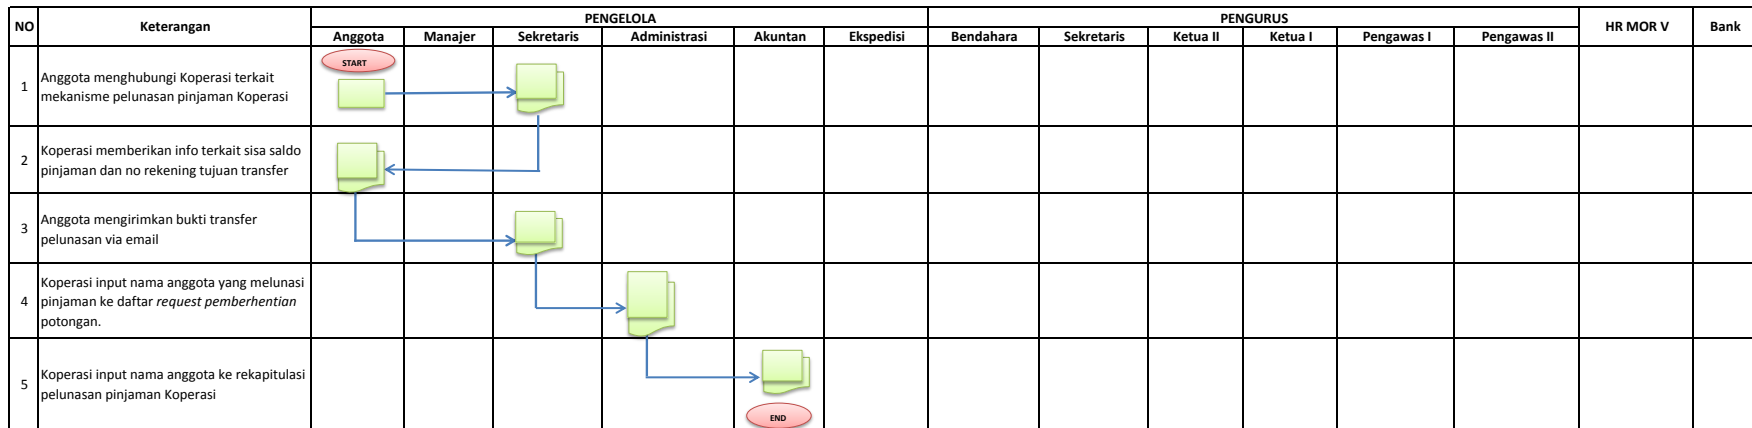 NO Keterangan PENGELOLA PENGURUS HR MOR V Bank
Anggota Manajer Sekretaris Administrasi Akuntan Ekspedisi Bendahara Sekretaris Ketua II Ketua I Pengawas I Pengawas II
START
1 Anggota menghubungi Koperasi terkait
mekanisme pelunasan pinjaman Koperasi
2 Koperasi memberikan info terkait sisa saldo
pinjaman dan no rekening tujuan transfer
3 Anggota mengirimkan bukti transfer
pelunasan via email
4 Koperasi input nama anggota yang melunasi
pinjaman ke daftar request pemberhentian
potongan.
5 Koperasi input nama anggota ke rekapitulasi
pelunasan pinjaman Koperasi
END